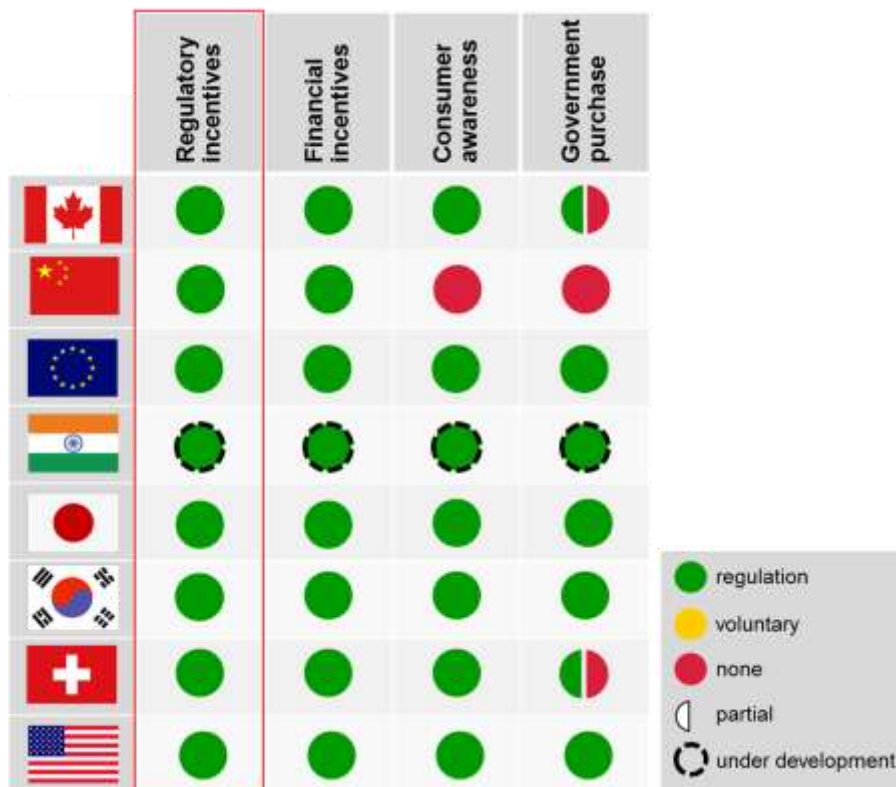 Regulatory
incentives
Financial
incentives
Consumer
awareness
Government
purchase
regulation
voluntary
none
partial
under development